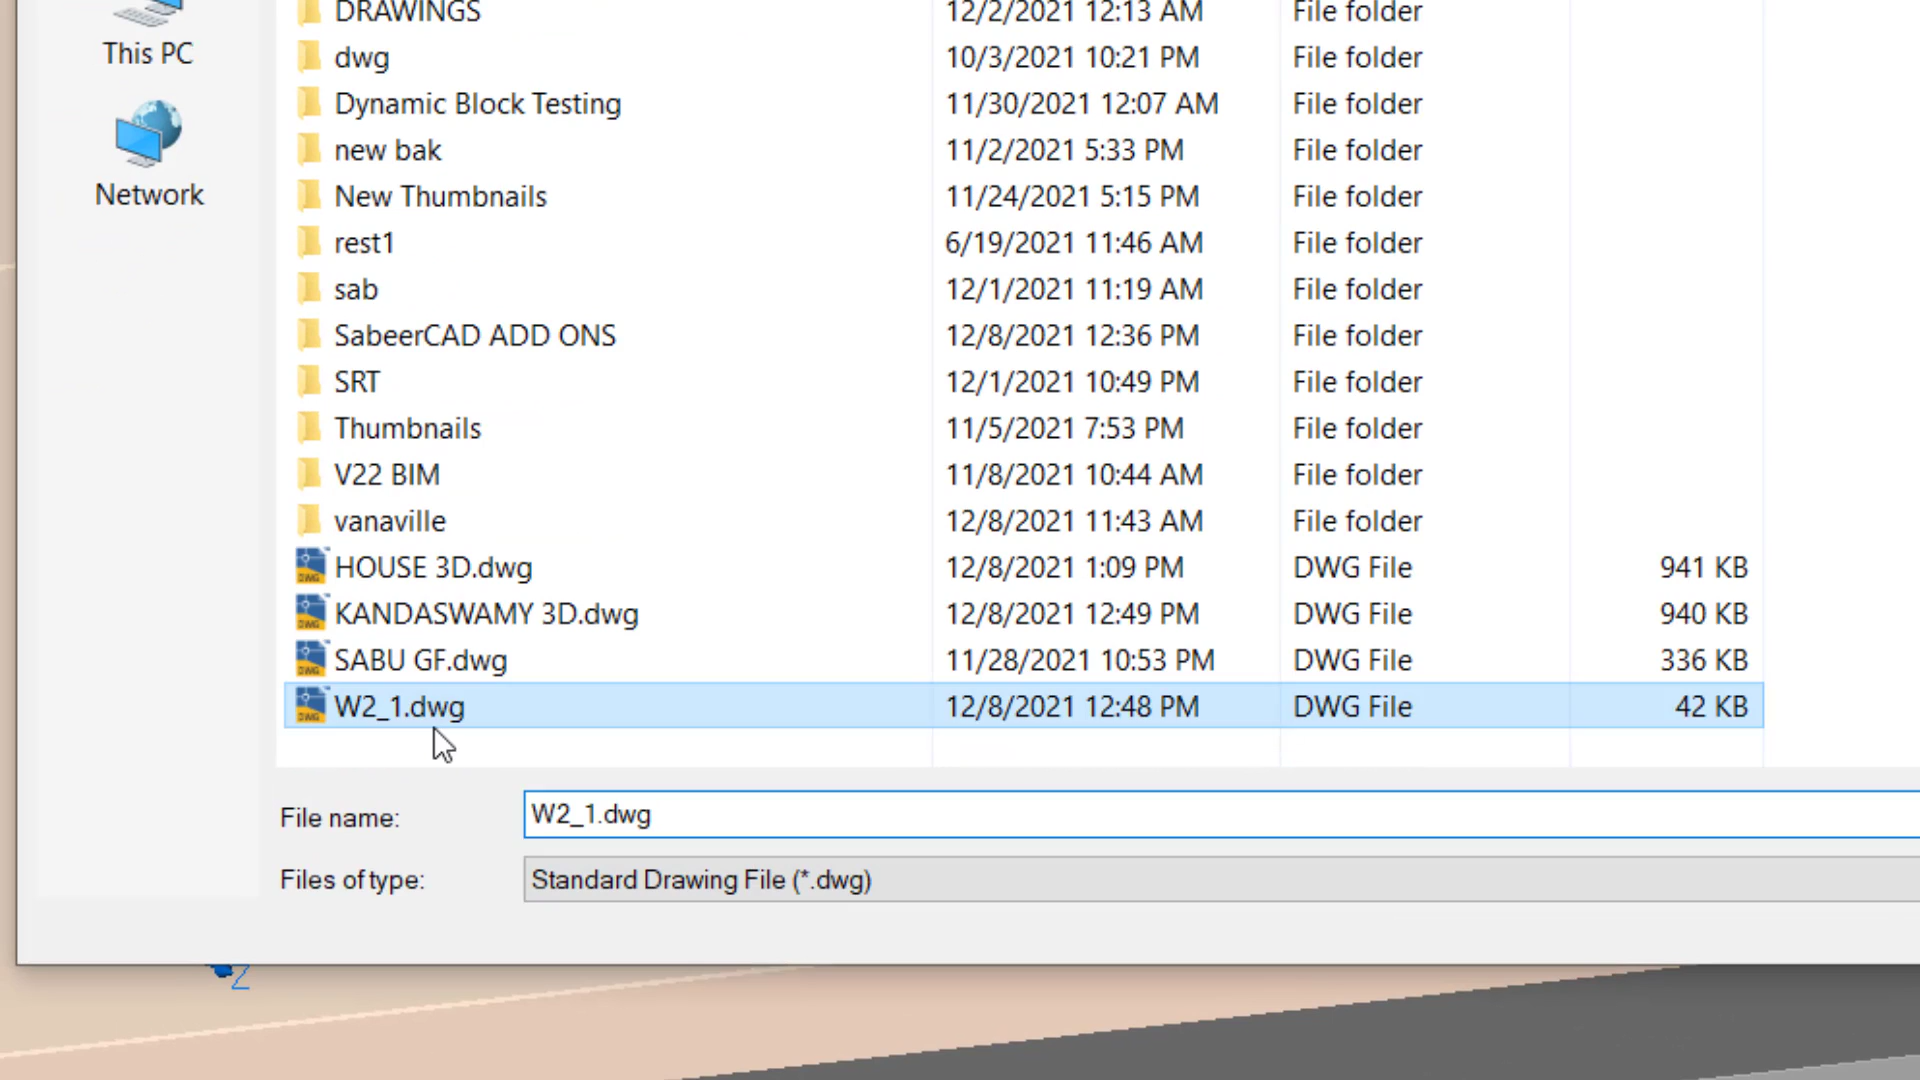 DRAWINGS 12/2/2021 12:13 AM File folder
This PC
dwg 10/3/2021 10:21 PM File folder
Dynamic Block Testing 11/30/2021 12:07 AM File folder
new bak 11/2/2021 5:33 PM File folder
Network
New Thumbnails 11/24/2021 5:15 PM File folder
rest1 6/19/2021 11:46 AM File folder
sab 12/1/2021 11:19 AM File folder
SabeerCAD ADD ONS 12/8/2021 12:36 PM File folder
SRT 12/1/2021 10:49 PM File folder
Thumbnails 11/5/2021 7:53 PM File folder
V22 BIM 11/8/2021 10:44 AM File folder
vanaville 12/8/2021 11:43 AM File folder
DWG HOUSE 3D.dwg 12/8/2021 1:09 PM DWG File 941 KB
DWG KANDASWAMY 3D.dwg 12/8/2021 12:49 PM DWG File 940 KB
DWG SABU GF.dwg 11/28/2021 10:53 PM DWG File 336 KB
DWG W2_1.dwg 12/8/2021 12:48 PM DWG File 42 KB
File name: W2_1.dwg
Files of type: Standard Drawing File (*.dwg)
Z